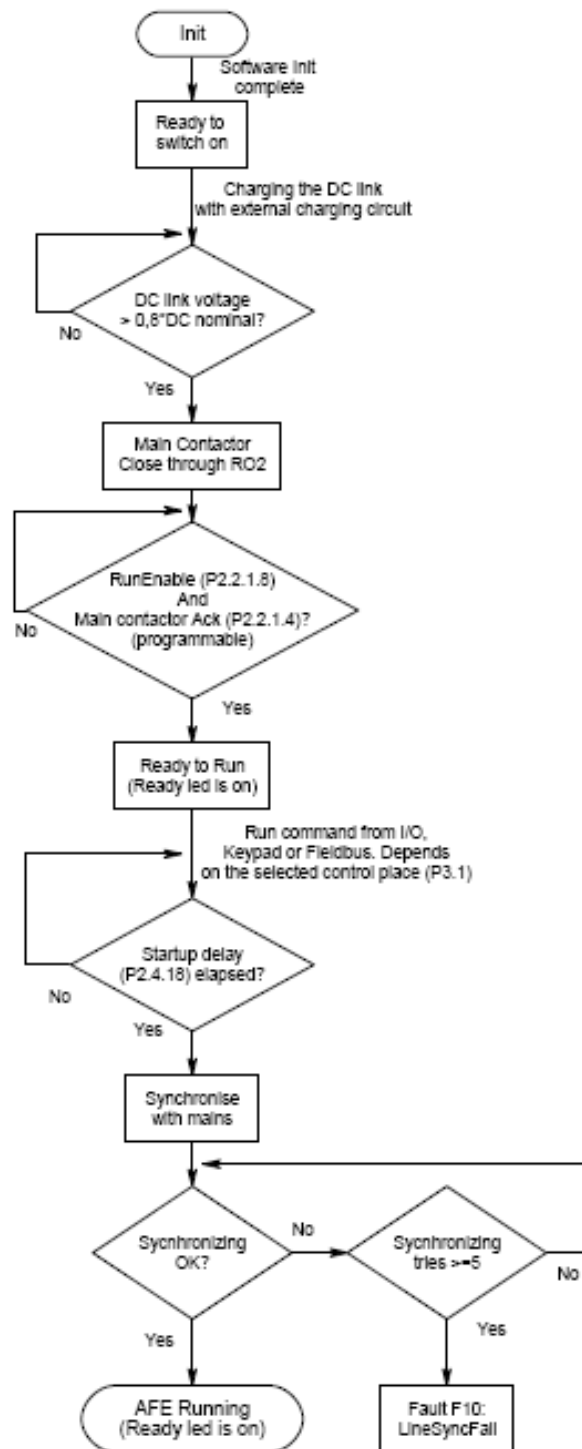 Init
Software Init
complete
Ready to
switch on
Charging the DC link
with external charging circuit
DC link voltage
> 0,8*DC nominal?
No
Yes
Main Contactor
Close through RO2
RunEnable (P2.2.1.8)
And
Main contactor Ack (P2.2.1.4)?
(programmable)
No
Yes
Ready to Run
(Ready led is on)
Run command from I/O,
Keypad or Fieldbus. Depends
on the selected control place (P3.1)
Startup delay
(P2.4.18) elapsed?
No
Yes
Synchronise
with mains
Sycnhronizing
OK?
No
Sycnhronizing
tries >=5
No
Yes
Yes
AFE Running
(Ready led is on)
Fault F10:
LineSyncFail